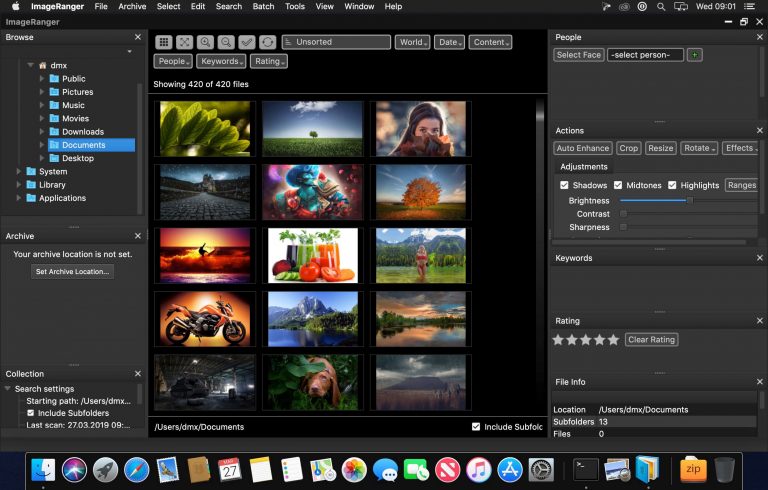 ImageRanger File Archive Select Edit Search Batch Tools View Window Help Wed 09:01
ImageRanger
Browse
dmx
Public
Pictures
Music
Movies
Downloads
Documents
Desktop
System
Library
Applications
Archive
Your archive location is not set.
Set Archive Location...
Collection
Search settings
Starting path: /Users/dmx...
Include Subfolders
Last scan: 27.03.2019 09:...
Unsorted World Date Content
People Keywords Rating
Showing 420 of 420 files
/Users/dmx/Documents Include Subfolc
People
Select Face -select person- +
Actions
Auto Enhance Crop Resize Rotate Effects
Adjustments
Shadows Midtones Highlights Ranges
Brightness
Contrast
Sharpness
Keywords
Rating
Clear Rating
File Info
Location /Users/dmx/Documents
Subfolders 13
Files 0
27
zip